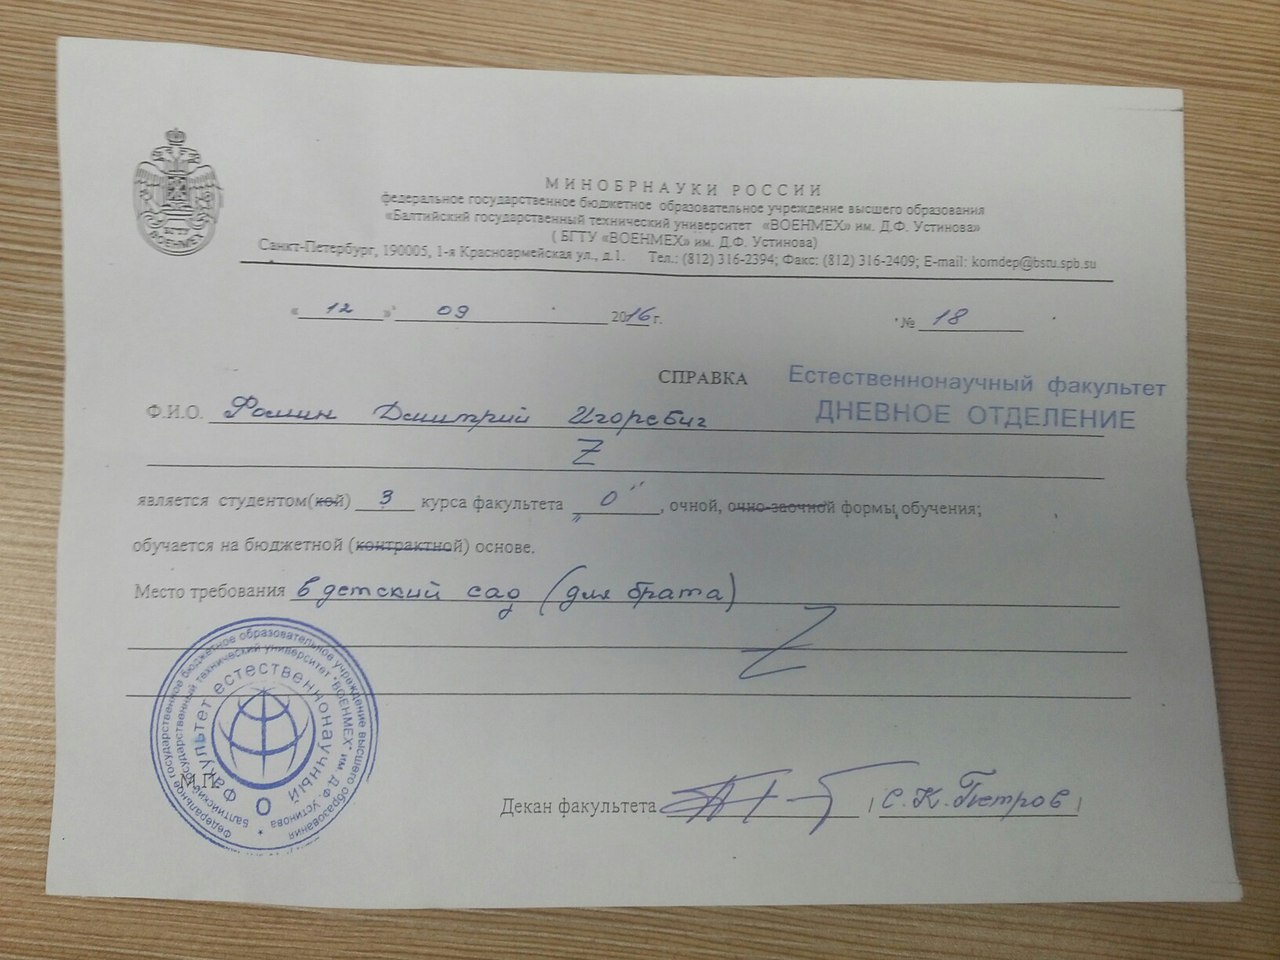 МИНОБРНАУКИ РОССИИ
федеральное государственное бюджетное образовательное учреждение высшего образования
«Балтийский государственный технический университет «ВОЕНМЕХ» им. Д.Ф. Устинова»
( БГТУ «ВОЕНМЕХ» им. Д.Ф. Устинова)
Санкт-Петербург, 190005, 1-я Красноармейская ул., д.1. Тел.: (812) 316-2394; Факс: (812) 316-2409; E-mail: komdep@bstu.spb.su
БГТУ
ВОЕНМЕХ
« 12 » 09 2016 г. № 18
СПРАВКА
Естественнонаучный факультет
ДНЕВНОЕ ОТДЕЛЕНИЕ
Ф.И.О. Фомин Дмитрий Игоревич
Z
является студентом(кой) 3 курса факультета „О", очной, очно-заочной формы обучения;
обучается на бюджетной (контрактной) основе.
Место требования в детский сад (для брата)
Z
Федеральное государственное бюджетное образовательное учреждение высшего образования
Балтийский государственный технический университет "ВОЕНМЕХ" им. Д.Ф. Устинова *
Факультет естественнонаучный
О
М.П.
Декан факультета / С.К. Петров /